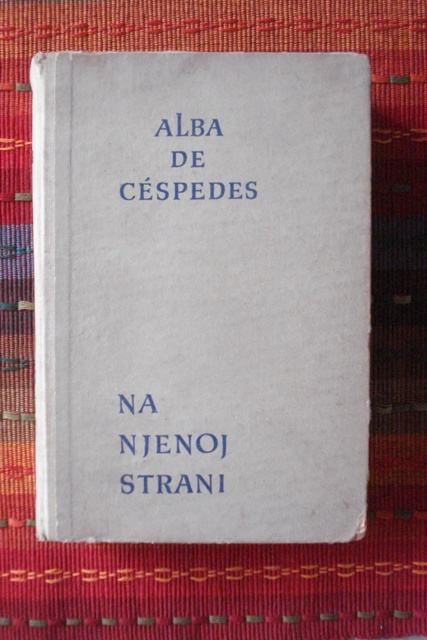 ALBA
DE
CÉSPEDES
NA
NJENOJ
STRANI